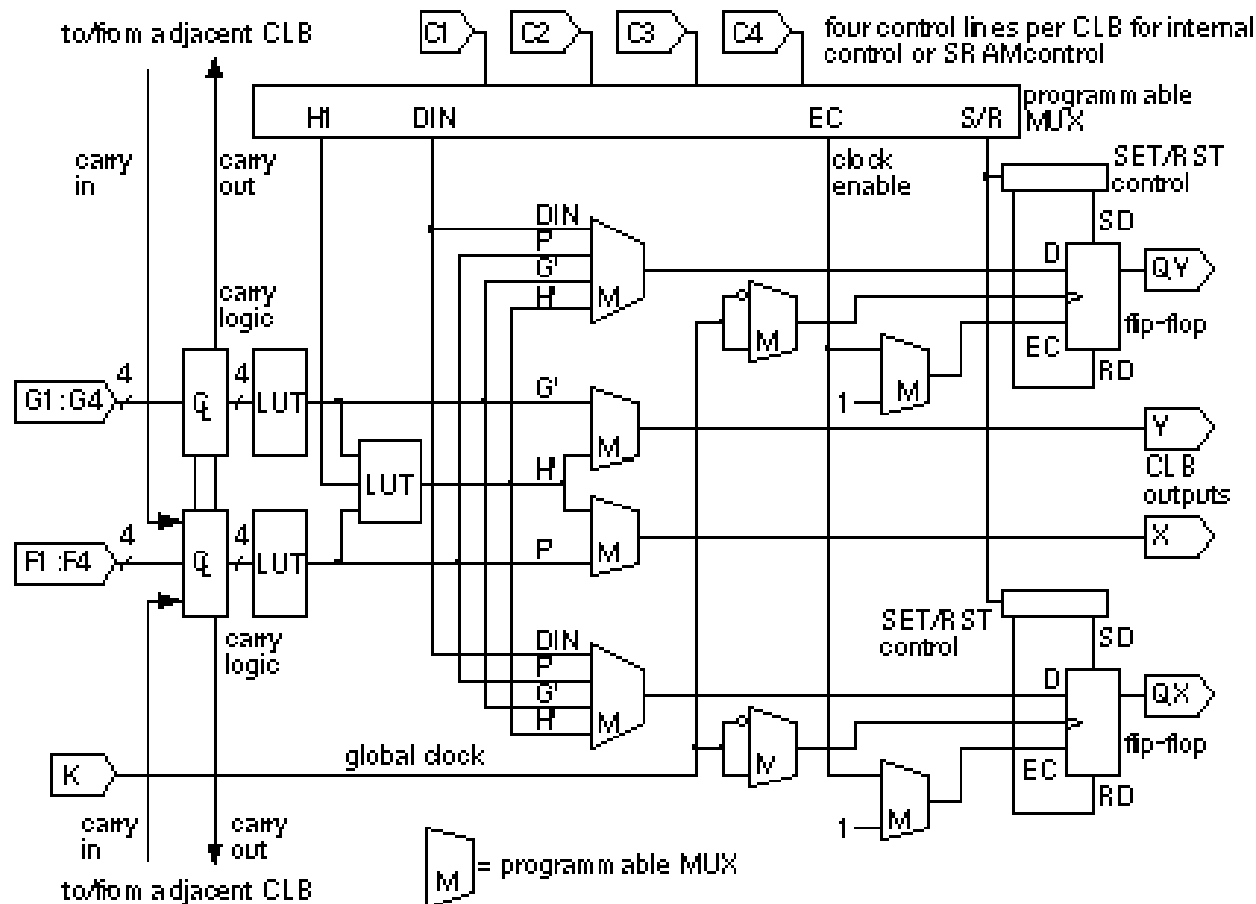 to/from adjacent CLB
C1
C2
C3
C4
four control lines per CLB for internal
control or SRAMcontrol
programmable
MUX
H1
DIN
EC
S/R
carry
in
carry
out
clock
enable
SET/RST
control
DIN
F'
G'
H'
M
SD
D
QY
carry
logic
M
flip-flop
EC
RD
M
1
4
4
G1:G4
CL
LUT
G'
M
Y
CLB
outputs
LUT
H'
4
4
F1:F4
CL
LUT
F'
M
X
carry
logic
SET/RST
control
SD
DIN
F'
G'
H'
M
D
QX
M
flip-flop
K
global clock
EC
RD
M
1
carry
in
carry
out
M
= programmable MUX
to/from adjacent CLB